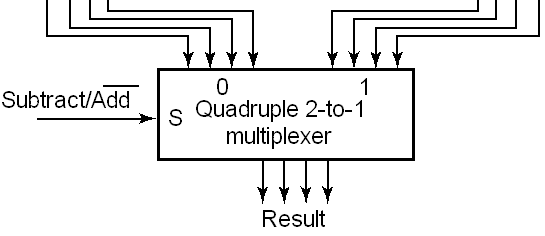 0 1
Subtract/Add
S Quadruple 2-to-1
multiplexer
Result